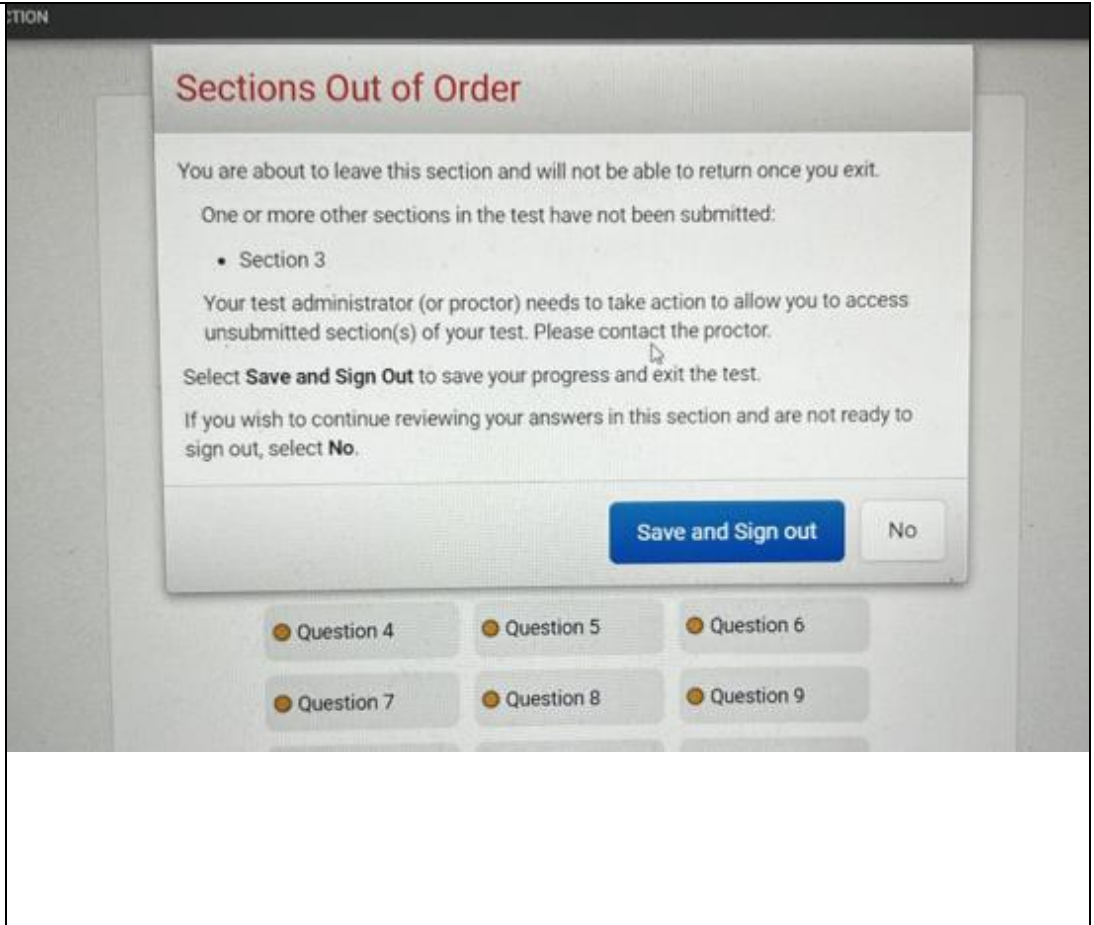 TION
Sections Out of Order
You are about to leave this section and will not be able to return once you exit.
One or more other sections in the test have not been submitted:
• Section 3
Your test administrator (or proctor) needs to take action to allow you to access
unsubmitted section(s) of your test. Please contact the proctor.
Select Save and Sign Out to save your progress and exit the test.
If you wish to continue reviewing your answers in this section and are not ready to
sign out, select No.
Save and Sign out No
Question 4 Question 5 Question 6
Question 7 Question 8 Question 9